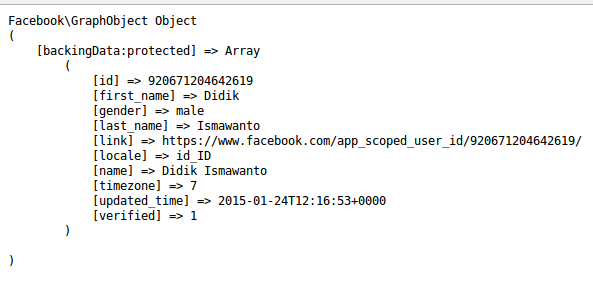 Facebook\GraphObject Object
(
    [backingData:protected] => Array
        (
            [id] => 920671204642619
            [first_name] => Didik
            [gender] => male
            [last_name] => Ismawanto
            [link] => https://www.facebook.com/app_scoped_user_id/920671204642619/
            [locale] => id_ID
            [name] => Didik Ismawanto
            [timezone] => 7
            [updated_time] => 2015-01-24T12:16:53+0000
            [verified] => 1
        )

)